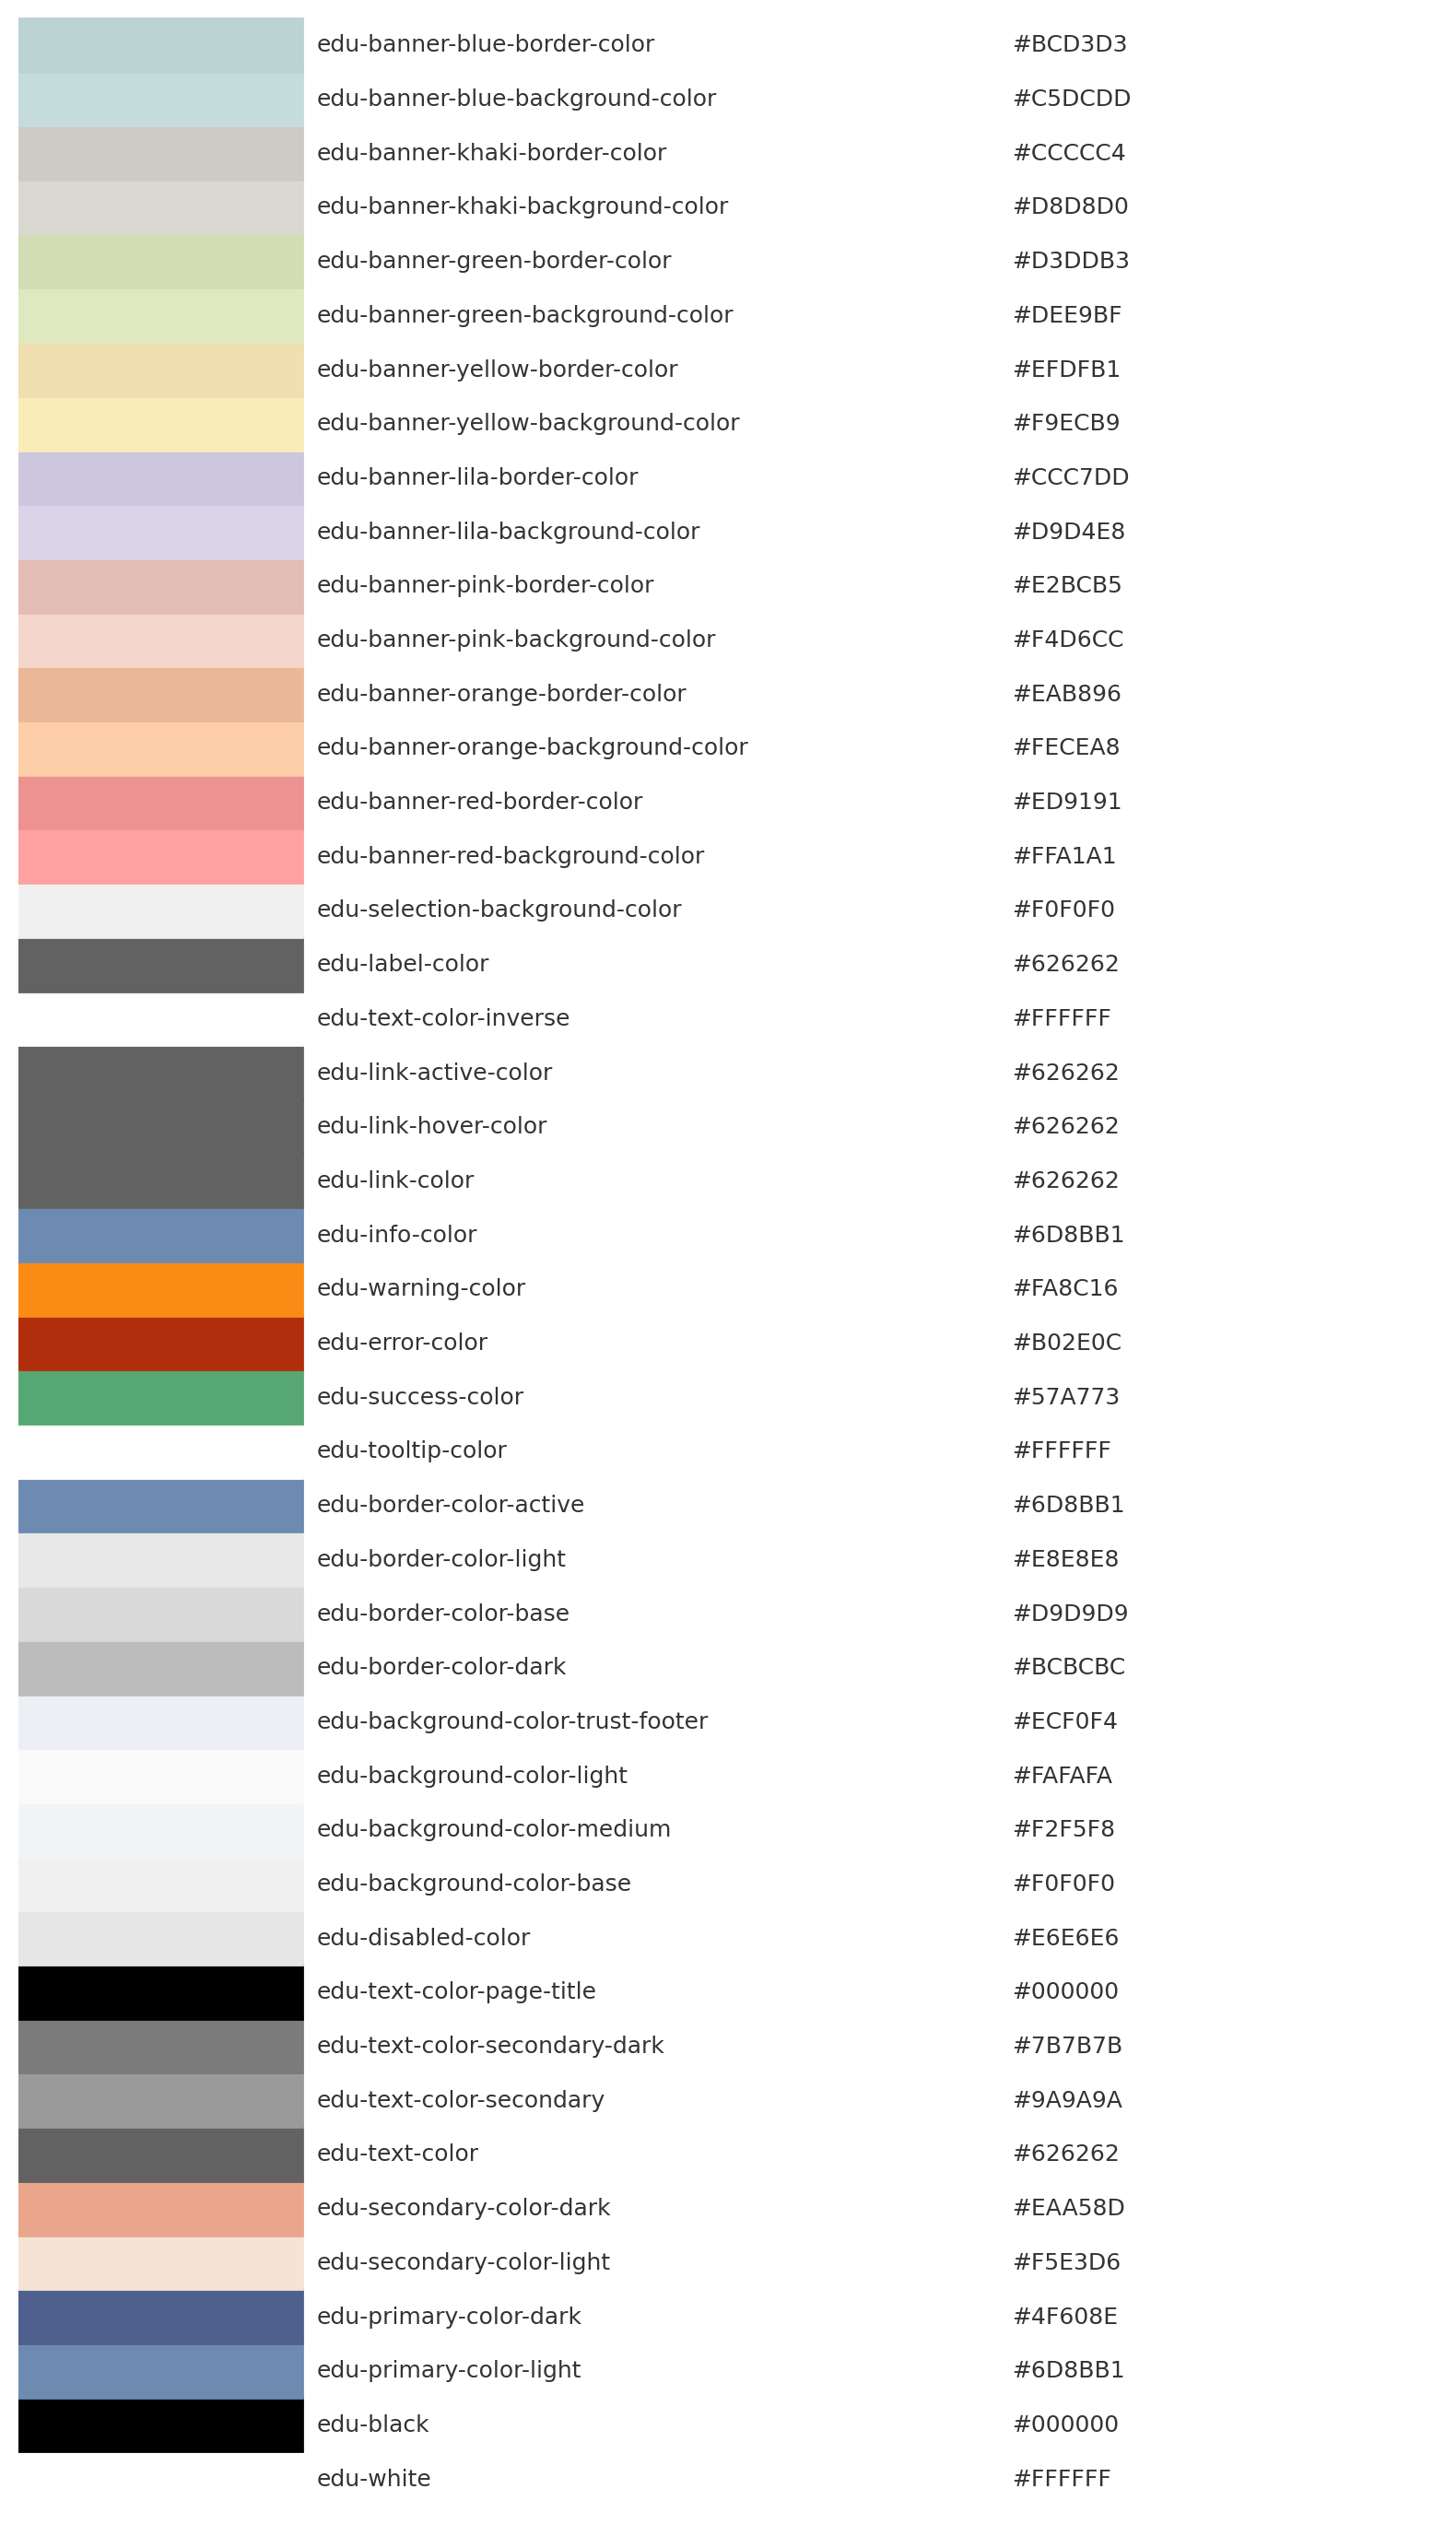 edu-banner-blue-border-color #BCD3D3
edu-banner-blue-background-color #C5DCDD
edu-banner-khaki-border-color #CCCCC4
edu-banner-khaki-background-color #D8D8D0
edu-banner-green-border-color #D3DDB3
edu-banner-green-background-color #DEE9BF
edu-banner-yellow-border-color #EFDFB1
edu-banner-yellow-background-color #F9ECB9
edu-banner-lila-border-color #CCC7DD
edu-banner-lila-background-color #D9D4E8
edu-banner-pink-border-color #E2BCB5
edu-banner-pink-background-color #F4D6CC
edu-banner-orange-border-color #EAB896
edu-banner-orange-background-color #FECEA8
edu-banner-red-border-color #ED9191
edu-banner-red-background-color #FFA1A1
edu-selection-background-color #F0F0F0
edu-label-color #626262
edu-text-color-inverse #FFFFFF
edu-link-active-color #626262
edu-link-hover-color #626262
edu-link-color #626262
edu-info-color #6D8BB1
edu-warning-color #FA8C16
edu-error-color #B02E0C
edu-success-color #57A773
edu-tooltip-color #FFFFFF
edu-border-color-active #6D8BB1
edu-border-color-light #E8E8E8
edu-border-color-base #D9D9D9
edu-border-color-dark #BCBCBC
edu-background-color-trust-footer #ECF0F4
edu-background-color-light #FAFAFA
edu-background-color-medium #F2F5F8
edu-background-color-base #F0F0F0
edu-disabled-color #E6E6E6
edu-text-color-page-title #000000
edu-text-color-secondary-dark #7B7B7B
edu-text-color-secondary #9A9A9A
edu-text-color #626262
edu-secondary-color-dark #EAA58D
edu-secondary-color-light #F5E3D6
edu-primary-color-dark #4F608E
edu-primary-color-light #6D8BB1
edu-black #000000
edu-white #FFFFFF